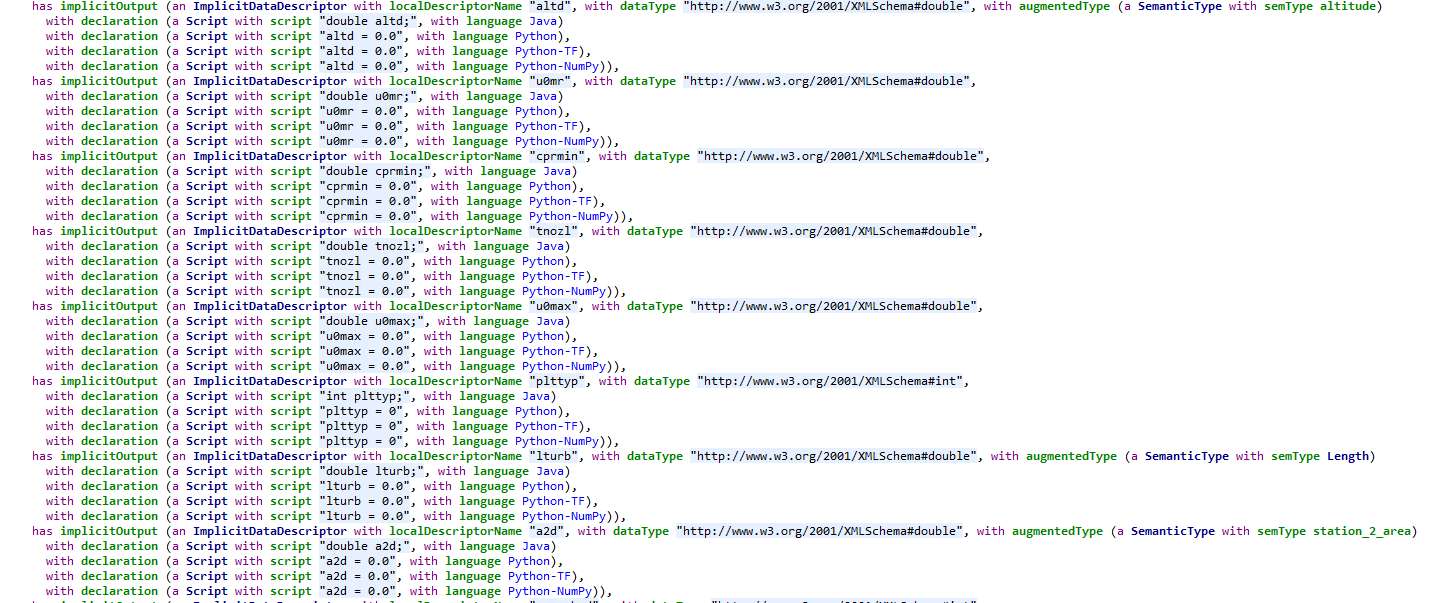 has implicitOutput (an ImplicitDataDescriptor with localDescriptorName "altd", with dataType "http://www.w3.org/2001/XMLSchema#double", with augmentedType (a SemanticType with semType altitude)
with declaration (a Script with script "double altd;", with language Java)
with declaration (a Script with script "altd = 0.0", with language Python),
with declaration (a Script with script "altd = 0.0", with language Python-TF),
with declaration (a Script with script "altd = 0.0", with language Python-NumPy)),
has implicitOutput (an ImplicitDataDescriptor with localDescriptorName "u0mr", with dataType "http://www.w3.org/2001/XMLSchema#double",
with declaration (a Script with script "double u0mr;", with language Java)
with declaration (a Script with script "u0mr = 0.0", with language Python),
with declaration (a Script with script "u0mr = 0.0", with language Python-TF),
with declaration (a Script with script "u0mr = 0.0", with language Python-NumPy)),
has implicitOutput (an ImplicitDataDescriptor with localDescriptorName "cprmin", with dataType "http://www.w3.org/2001/XMLSchema#double",
with declaration (a Script with script "double cprmin;", with language Java)
with declaration (a Script with script "cprmin = 0.0", with language Python),
with declaration (a Script with script "cprmin = 0.0", with language Python-TF),
with declaration (a Script with script "cprmin = 0.0", with language Python-NumPy)),
has implicitOutput (an ImplicitDataDescriptor with localDescriptorName "tnozl", with dataType "http://www.w3.org/2001/XMLSchema#double",
with declaration (a Script with script "double tnozl;", with language Java)
with declaration (a Script with script "tnozl = 0.0", with language Python),
with declaration (a Script with script "tnozl = 0.0", with language Python-TF),
with declaration (a Script with script "tnozl = 0.0", with language Python-NumPy)),
has implicitOutput (an ImplicitDataDescriptor with localDescriptorName "u0max", with dataType "http://www.w3.org/2001/XMLSchema#double",
with declaration (a Script with script "double u0max;", with language Java)
with declaration (a Script with script "u0max = 0.0", with language Python),
with declaration (a Script with script "u0max = 0.0", with language Python-TF),
with declaration (a Script with script "u0max = 0.0", with language Python-NumPy)),
has implicitOutput (an ImplicitDataDescriptor with localDescriptorName "plttyp", with dataType "http://www.w3.org/2001/XMLSchema#int",
with declaration (a Script with script "int plttyp;", with language Java)
with declaration (a Script with script "plttyp = 0", with language Python),
with declaration (a Script with script "plttyp = 0", with language Python-TF),
with declaration (a Script with script "plttyp = 0", with language Python-NumPy)),
has implicitOutput (an ImplicitDataDescriptor with localDescriptorName "lturb", with dataType "http://www.w3.org/2001/XMLSchema#double", with augmentedType (a SemanticType with semType Length)
with declaration (a Script with script "double lturb;", with language Java)
with declaration (a Script with script "lturb = 0.0", with language Python),
with declaration (a Script with script "lturb = 0.0", with language Python-TF),
with declaration (a Script with script "lturb = 0.0", with language Python-NumPy)),
has implicitOutput (an ImplicitDataDescriptor with localDescriptorName "a2d", with dataType "http://www.w3.org/2001/XMLSchema#double", with augmentedType (a SemanticType with semType station_2_area)
with declaration (a Script with script "double a2d;", with language Java)
with declaration (a Script with script "a2d = 0.0", with language Python),
with declaration (a Script with script "a2d = 0.0", with language Python-TF),
with declaration (a Script with script "a2d = 0.0", with language Python-NumPy)),